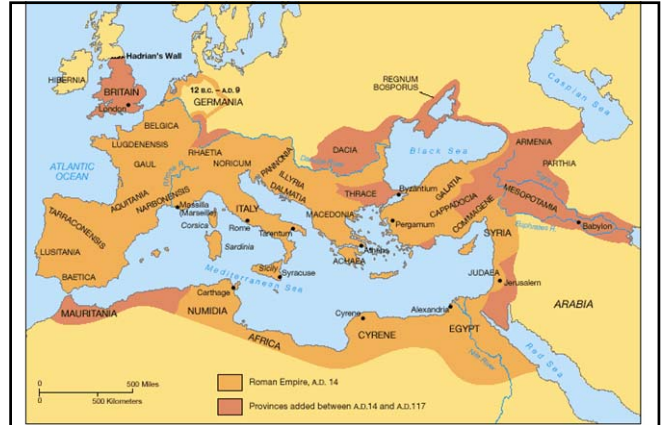 Hadrian's Wall
HIBERNIA
BRITAIN
London
12 B.C. – A.D. 9
GERMANIA
REGNUM
BOSPORUS
Caspian Sea
BELGICA
LUGDENENSIS
GAUL
RHAETIA
NORICUM
PANNONIA
ILLYRIA
DALMATIA
DACIA
Black Sea
ARMENIA
PARTHIA
ATLANTIC
OCEAN
AQUITANIA
NARBONENSIS
Massilia
(Marseille)
Corsica
ITALY
Rome
Tarentum
Sardinia
THRACE
Byzantium
MACEDONIA
GALATIA
CAPPADOCIA
COMMAGENE
MESOPOTAMIA
Euphrates R.
Babylon
TARRACONENSIS
LUSITANIA
BAETICA
Pergamum
Athens
ACHAEA
SYRIA
Mediterranean Sea
Sicily
Syracuse
Carthage
JUDAEA
Jerusalem
MAURITANIA
NUMIDIA
AFRICA
Cyrene
CYRENE
Alexandria
EGYPT
Nile River
ARABIA
Red Sea
0
500 Miles
0
500 Kilometers
Roman Empire, A.D. 14
Provinces added between A.D.14 and A.D.117